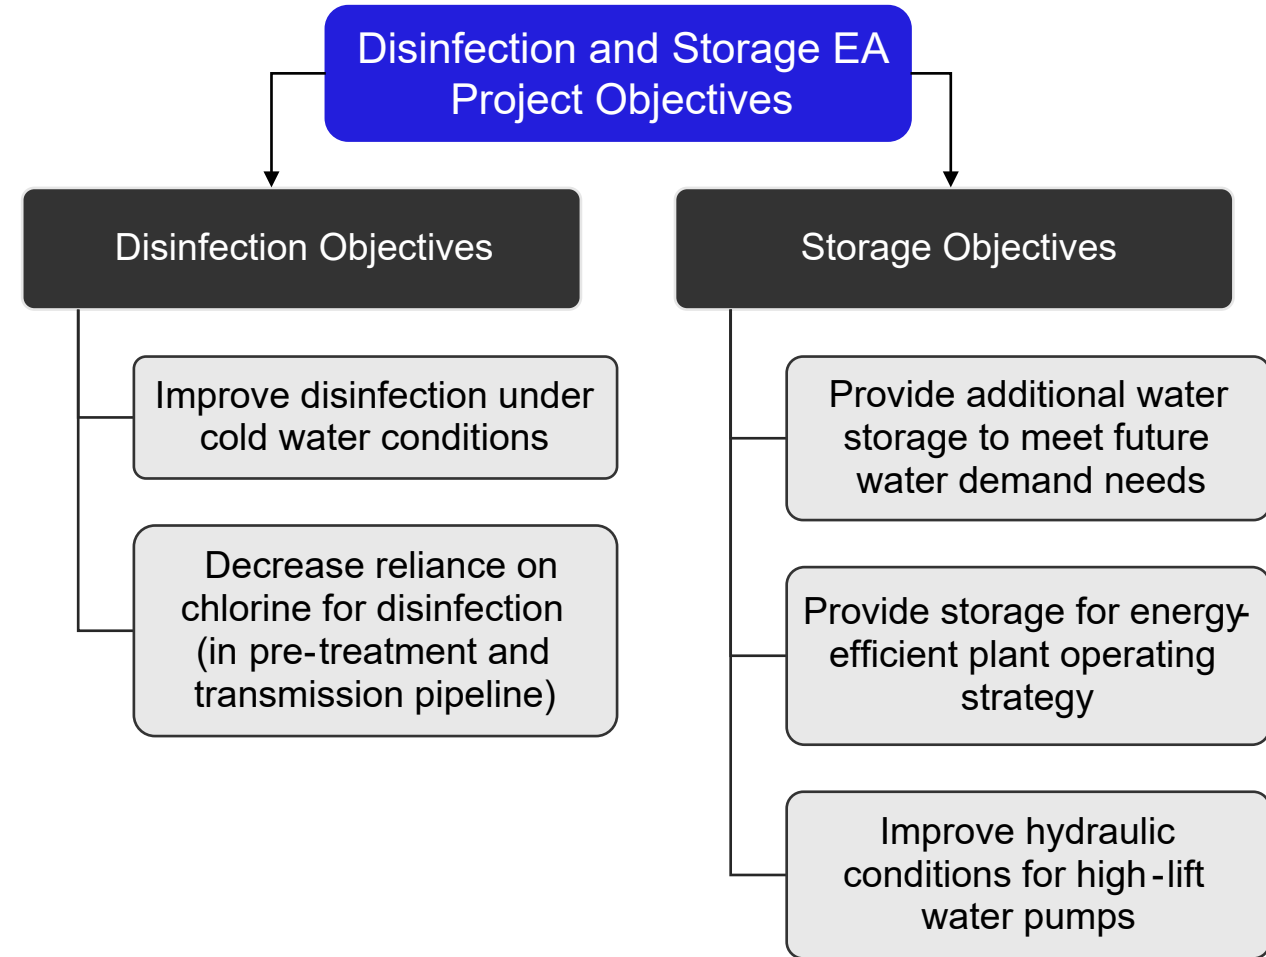 Disinfection and Storage EA
Project Objectives
Disinfection Objectives
Improve disinfection under
cold water conditions
Decrease reliance on
chlorine for disinfection
(in pre-treatment and
transmission pipeline)
Storage Objectives
Provide additional water
storage to meet future
water demand needs
Provide storage for energy-
efficient plant operating
strategy
Improve hydraulic
conditions for high-lift
water pumps